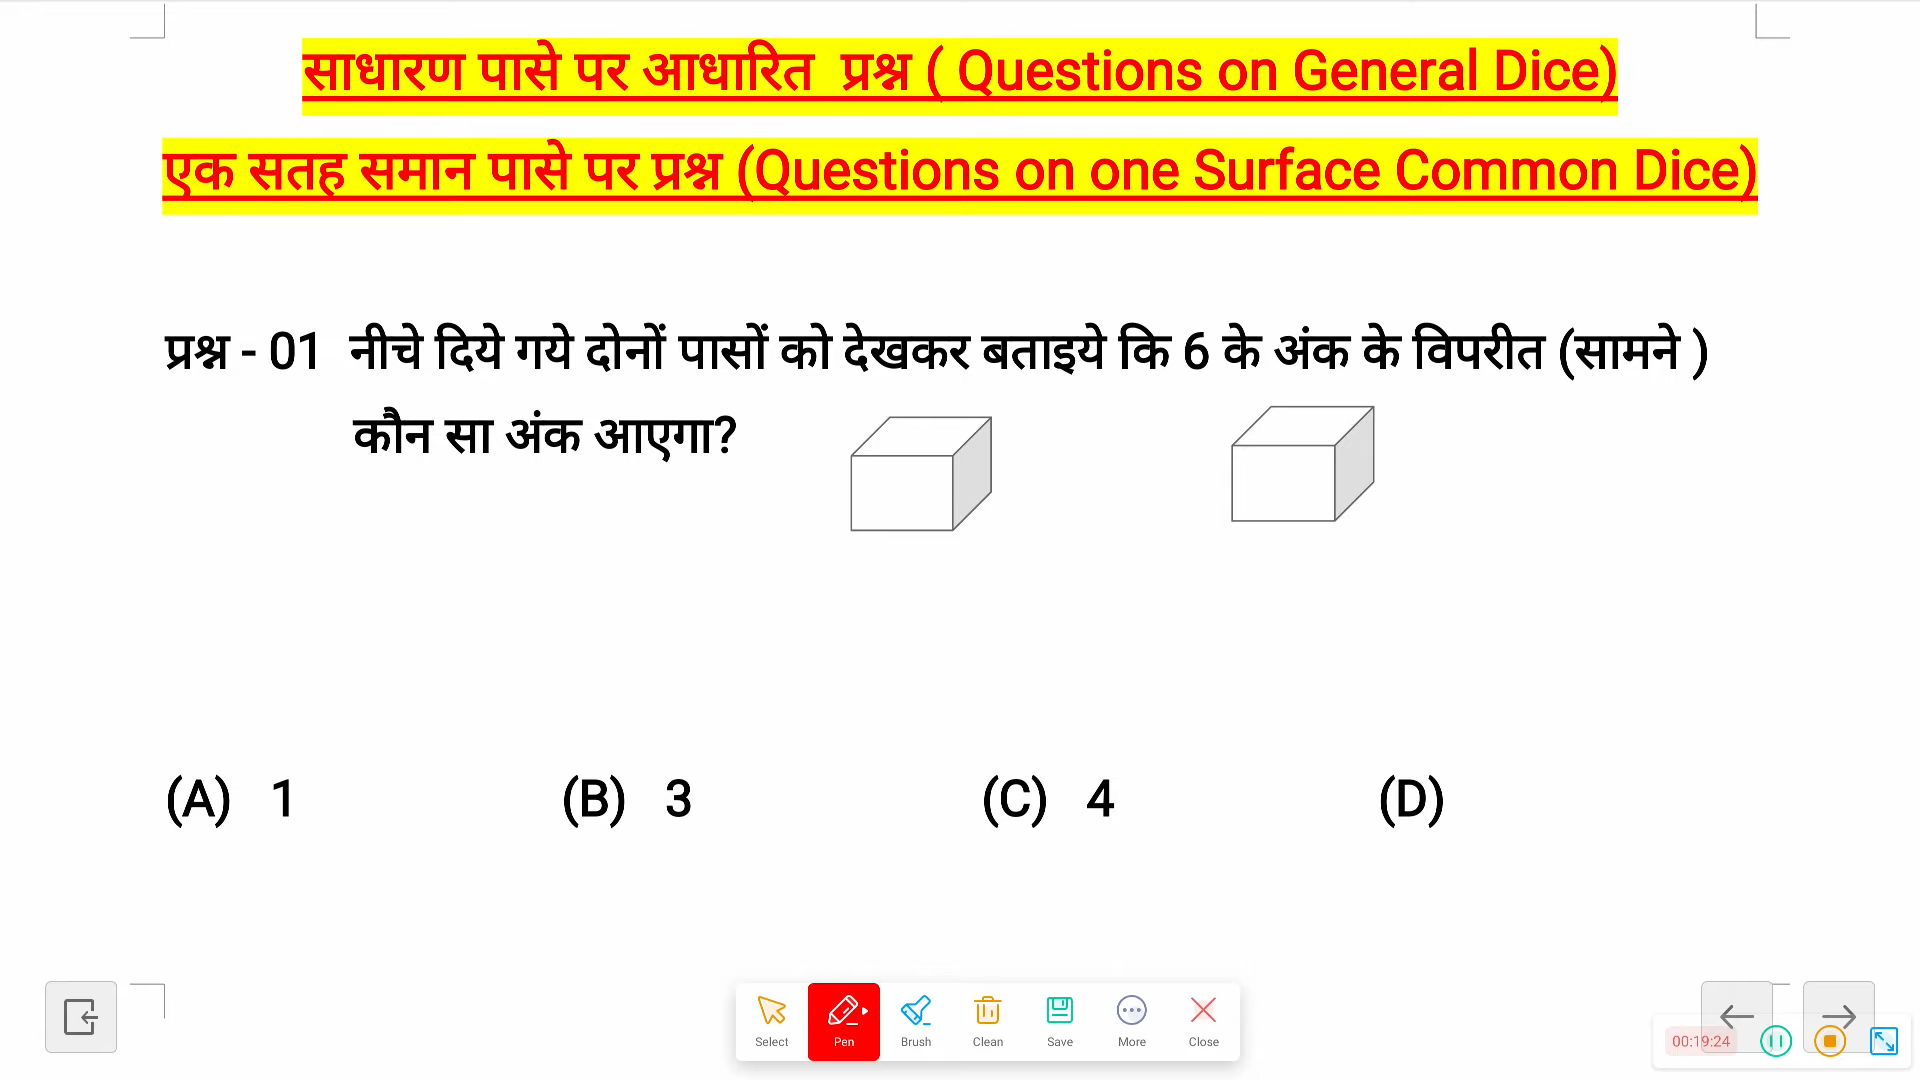 साधारण पासे पर आधारित प्रश्न ( Questions on General Dice)
एक सतह समान पासे पर प्रश्न (Questions on one Surface Common Dice)
प्रश्न - 01 नीचे दिये गये दोनों पासों को देखकर बताइये कि 6 के अंक के विपरीत (सामने )
कौन सा अंक आएगा?
(A) 1 (B) 3 (C) 4 (D)
Select Pen Brush Clean Save More Close
00:19:24